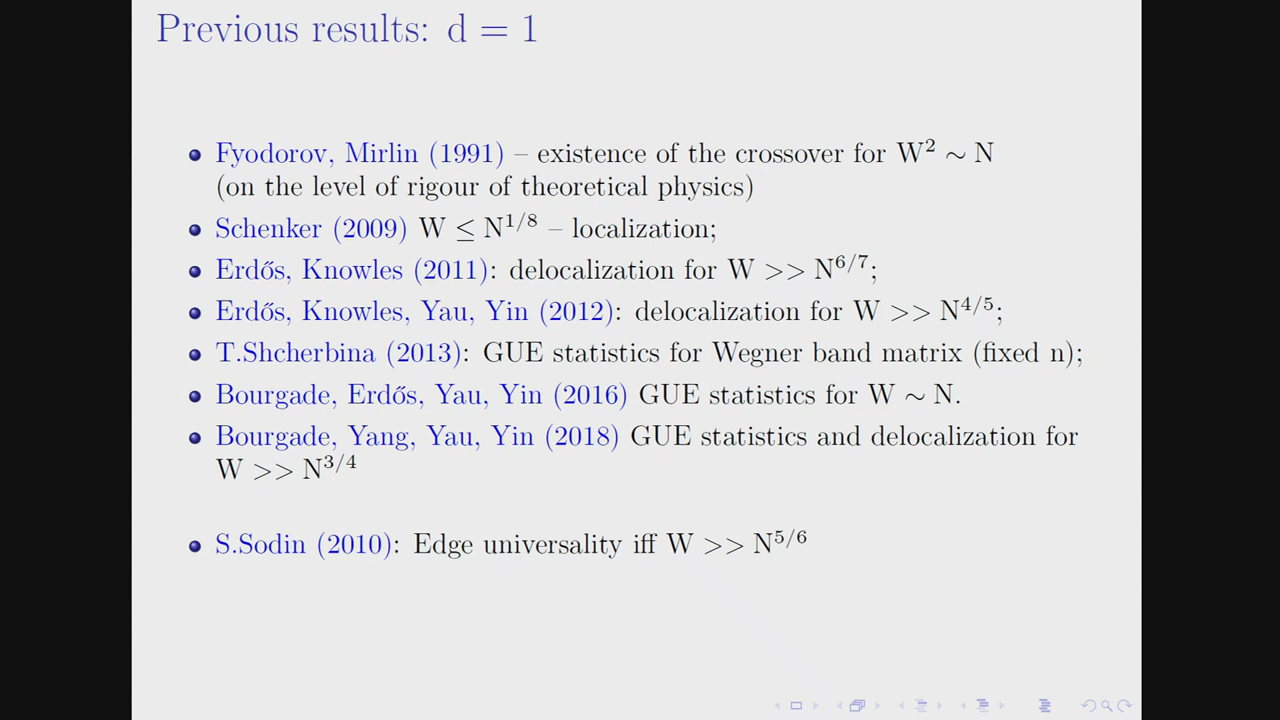 Previous results: d = 1
Fyodorov, Mirlin (1991) – existence of the crossover for W² ∼ N
(on the level of rigour of theoretical physics)
Schenker (2009) W ≤ N^{1/8} – localization;
Erdős, Knowles (2011): delocalization for W >> N^{6/7};
Erdős, Knowles, Yau, Yin (2012): delocalization for W >> N^{4/5};
T.Shcherbina (2013): GUE statistics for Wegner band matrix (fixed n);
Bourgade, Erdős, Yau, Yin (2016) GUE statistics for W ∼ N.
Bourgade, Yang, Yau, Yin (2018) GUE statistics and delocalization for
W >> N^{3/4}
S.Sodin (2010): Edge universality iff W >> N^{5/6}